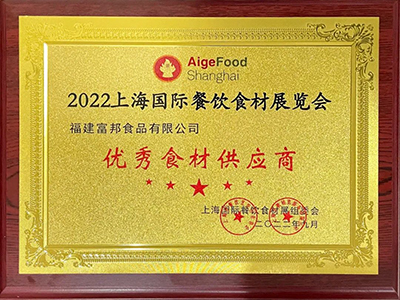 AigeFood
Shanghai
2022上海国际餐饮食材展览会
福建富邦食品有限公司
优秀食材供应商
上海国际餐饮食材展组委会
二〇二二年九月